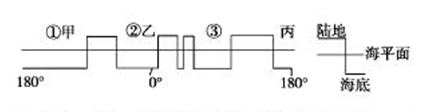 ①甲 ②乙 ③ 丙 陆地
海平面
海底
180° 0° 180°